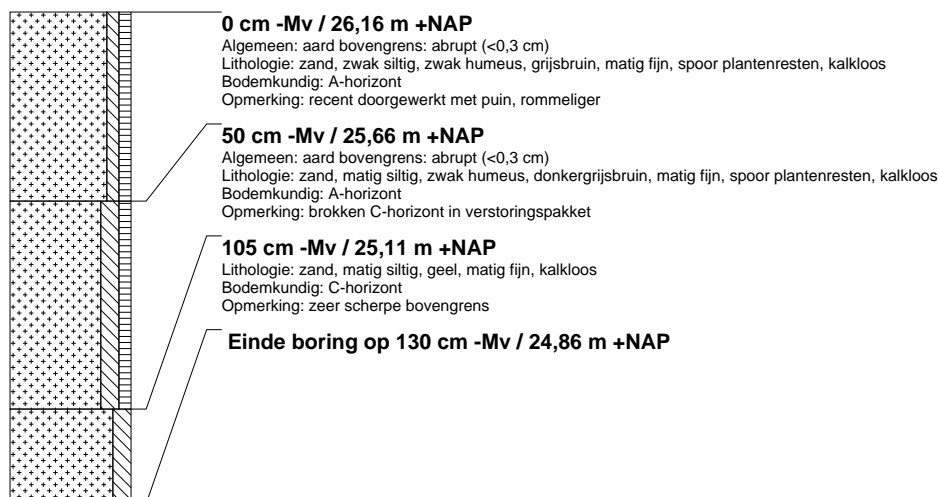 0 cm -Mv / 26,16 m +NAP
Algemeen: aard bovengrens: abrupt (<0,3 cm)
Lithologie: zand, zwak siltig, zwak humeus, grijsbruin, matig fijn, spoor plantenresten, kalkloos
Bodemkundig: A-horizont
Opmerking: recent doorgewerkt met puin, rommeliger
50 cm -Mv / 25,66 m +NAP
Algemeen: aard bovengrens: abrupt (<0,3 cm)
Lithologie: zand, matig siltig, zwak humeus, donkergrijsbruin, matig fijn, spoor plantenresten, kalkloos
Bodemkundig: A-horizont
Opmerking: brokken C-horizont in verstoringspakket
105 cm -Mv / 25,11 m +NAP
Lithologie: zand, matig siltig, geel, matig fijn, kalkloos
Bodemkundig: C-horizont
Opmerking: zeer scherpe bovengrens
Einde boring op 130 cm -Mv / 24,86 m +NAP